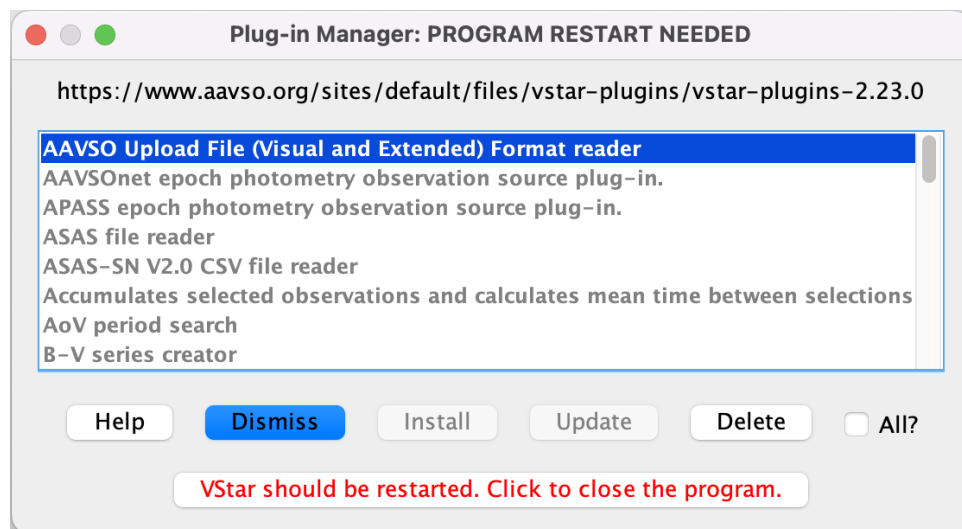 Plug-in Manager: PROGRAM RESTART NEEDED
https://www.aavso.org/sites/default/files/vstar-plugins/vstar-plugins-2.23.0
AAVSO Upload File (Visual and Extended) Format reader
AAVSOnet epoch photometry observation source plug-in.
APASS epoch photometry observation source plug-in.
ASAS file reader
ASAS-SN V2.0 CSV file reader
Accumulates selected observations and calculates mean time between selections
AoV period search
B-V series creator
Help Dismiss Install Update Delete All?
VStar should be restarted. Click to close the program.